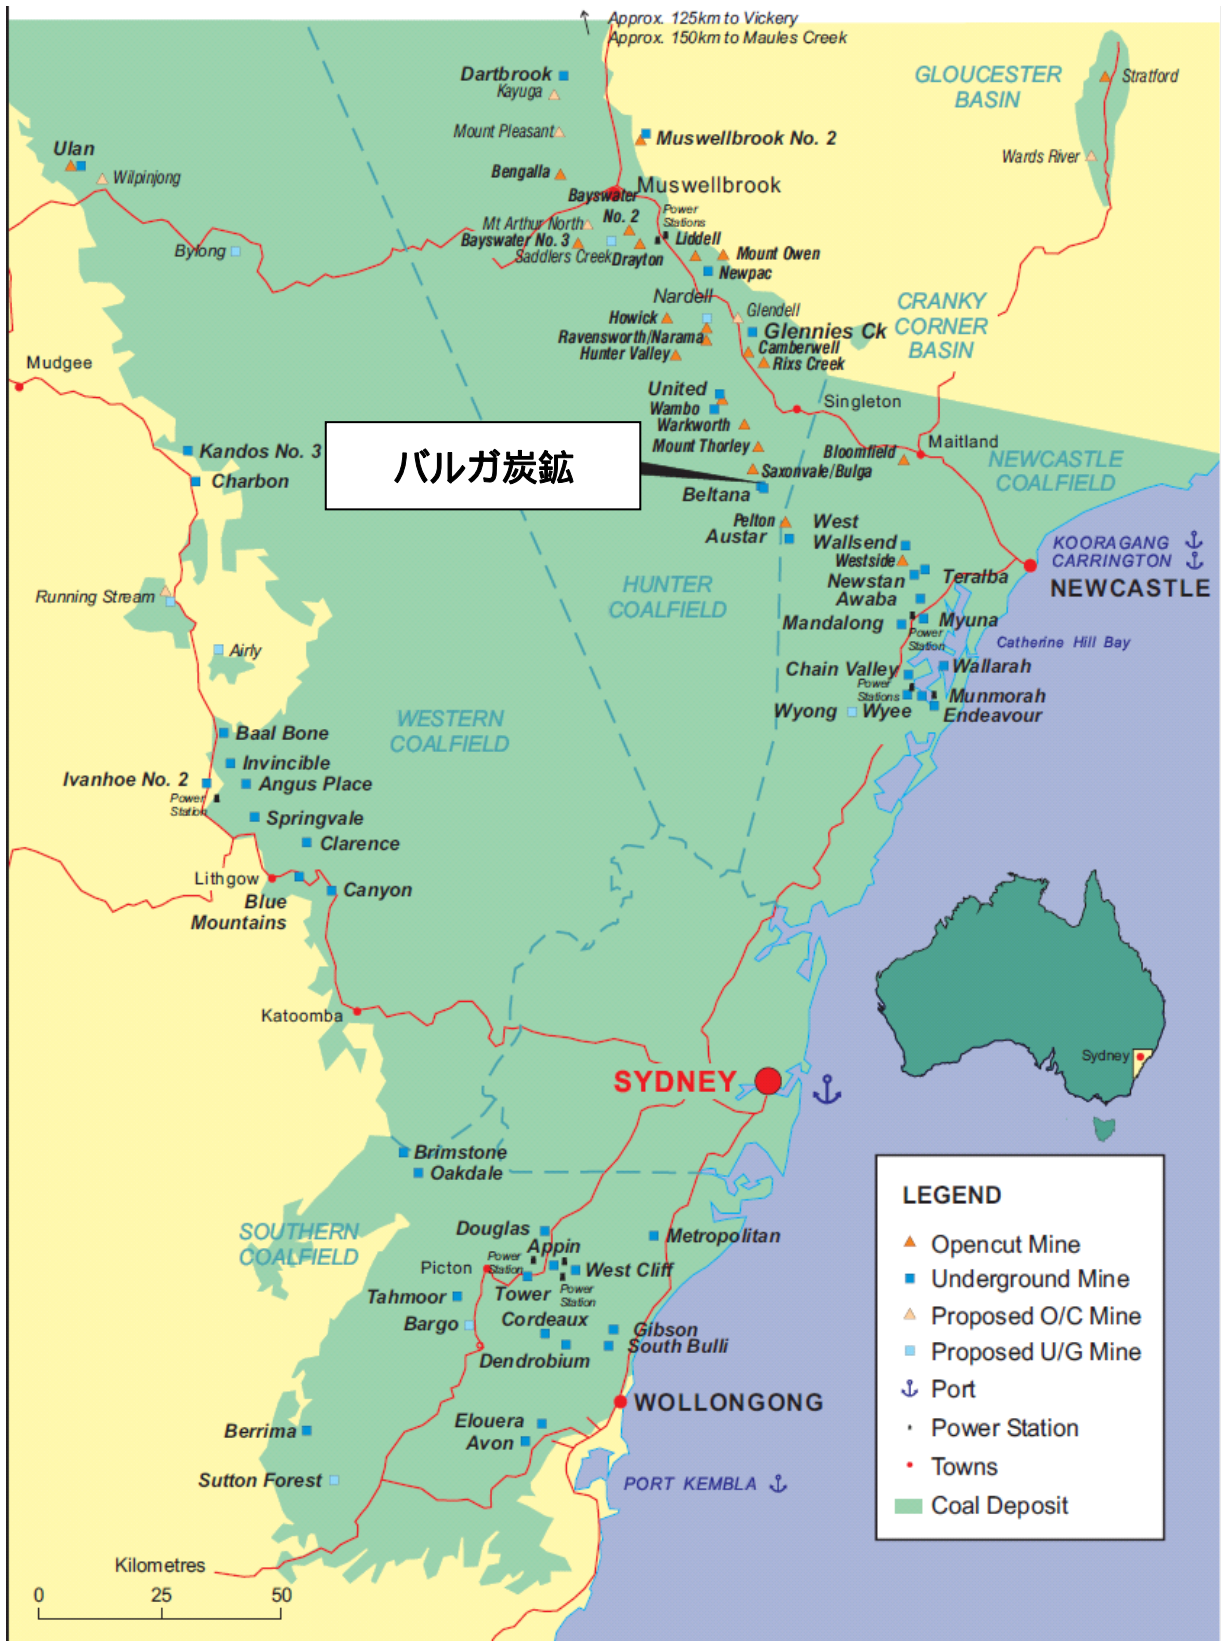 Approx. 125km to Vickery
Approx. 150km to Maules Creek
Dartbrook
Kayuga
GLOUCESTER
BASIN
Stratford
Mount Pleasant
Muswellbrook No. 2
Ulan
Wilpinjong
Wards River
Bengalla
Muswellbrook
Bayswater
No. 2
Power
Stations
Mt Arthur North
Bayswater No. 3
Liddell
Saddlers Creek
Drayton
Mount Owen
Newpac
Bylong
Nardell
Glendell
CRANKY
CORNER
BASIN
Howick
Ravensworth/Narama
Glennies Ck
Hunter Valley
Camberwell
Rixs Creek
Mudgee
United
Wambo
Singleton
Warkworth
Mount Thorley
Bloomfield
Maitland
NEWCASTLE
COALFIELD
Kandos No. 3
Charbon
バルガ炭鉱
Saxonvale/Bulga
Beltana
Pelton
Austar
West
Wallsend
Westside
Newstan
Teralba
Awaba
KOORAGANG
CARRINGTON
NEWCASTLE
HUNTER
COALFIELD
Running Stream
Mandalong
Myuna
Power
Station
Catherine Hill Bay
Airly
Chain Valley
Wallarah
Power
Stations
Munmorah
Wyong
Wyee
Endeavour
WESTERN
COALFIELD
Baal Bone
Invincible
Ivanhoe No. 2
Angus Place
Power
Station
Springvale
Clarence
Lithgow
Canyon
Blue
Mountains
Katoomba
SYDNEY
Sydney
Brimstone
Oakdale
SOUTHERN
COALFIELD
Douglas
Metropolitan
Appin
Power
Station
Picton
West Cliff
Tower
Power
Station
Tahmoor
Bargo
Cordeaux
Gibson
South Bulli
Dendrobium
WOLLONGONG
Elouera
Avon
Berrima
Sutton Forest
PORT KEMBLA
LEGEND
Opencut Mine
Underground Mine
Proposed O/C Mine
Proposed U/G Mine
Port
Power Station
Towns
Coal Deposit
Kilometres
0 25 50